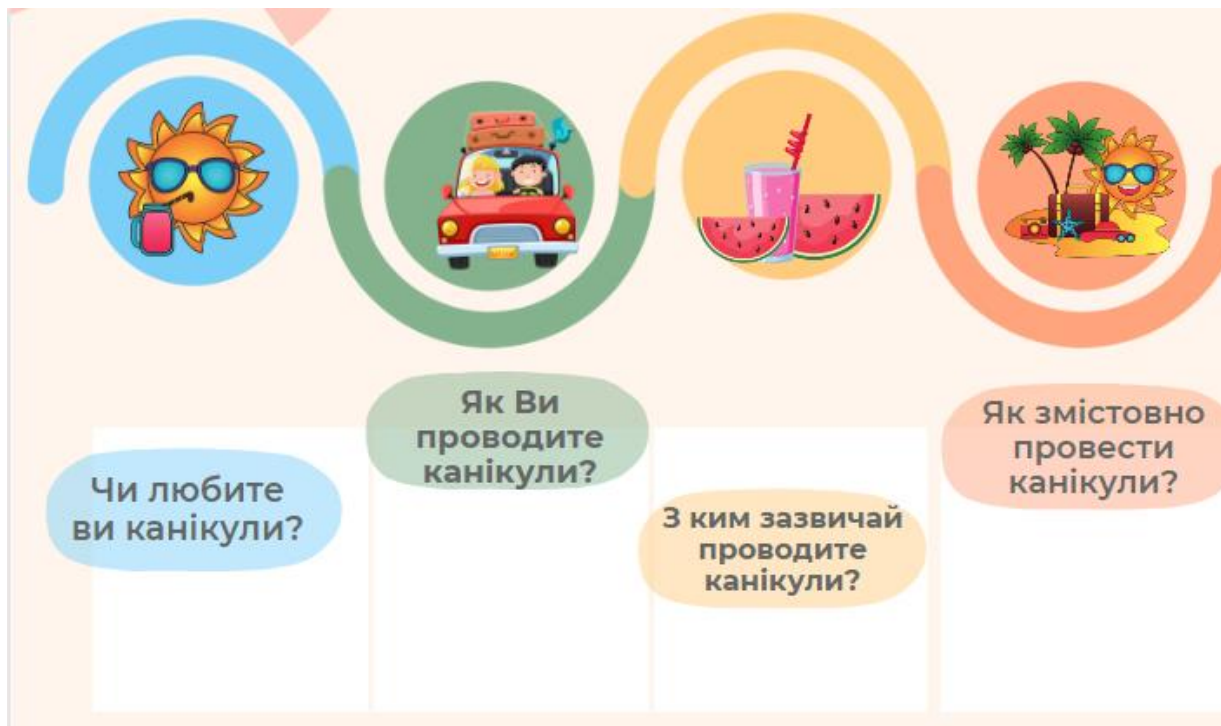 Чи любите
ви канікули?
Як Ви
проводите
канікули?
З ким зазвичай
проводите
канікули?
Як змістовно
провести
канікули?